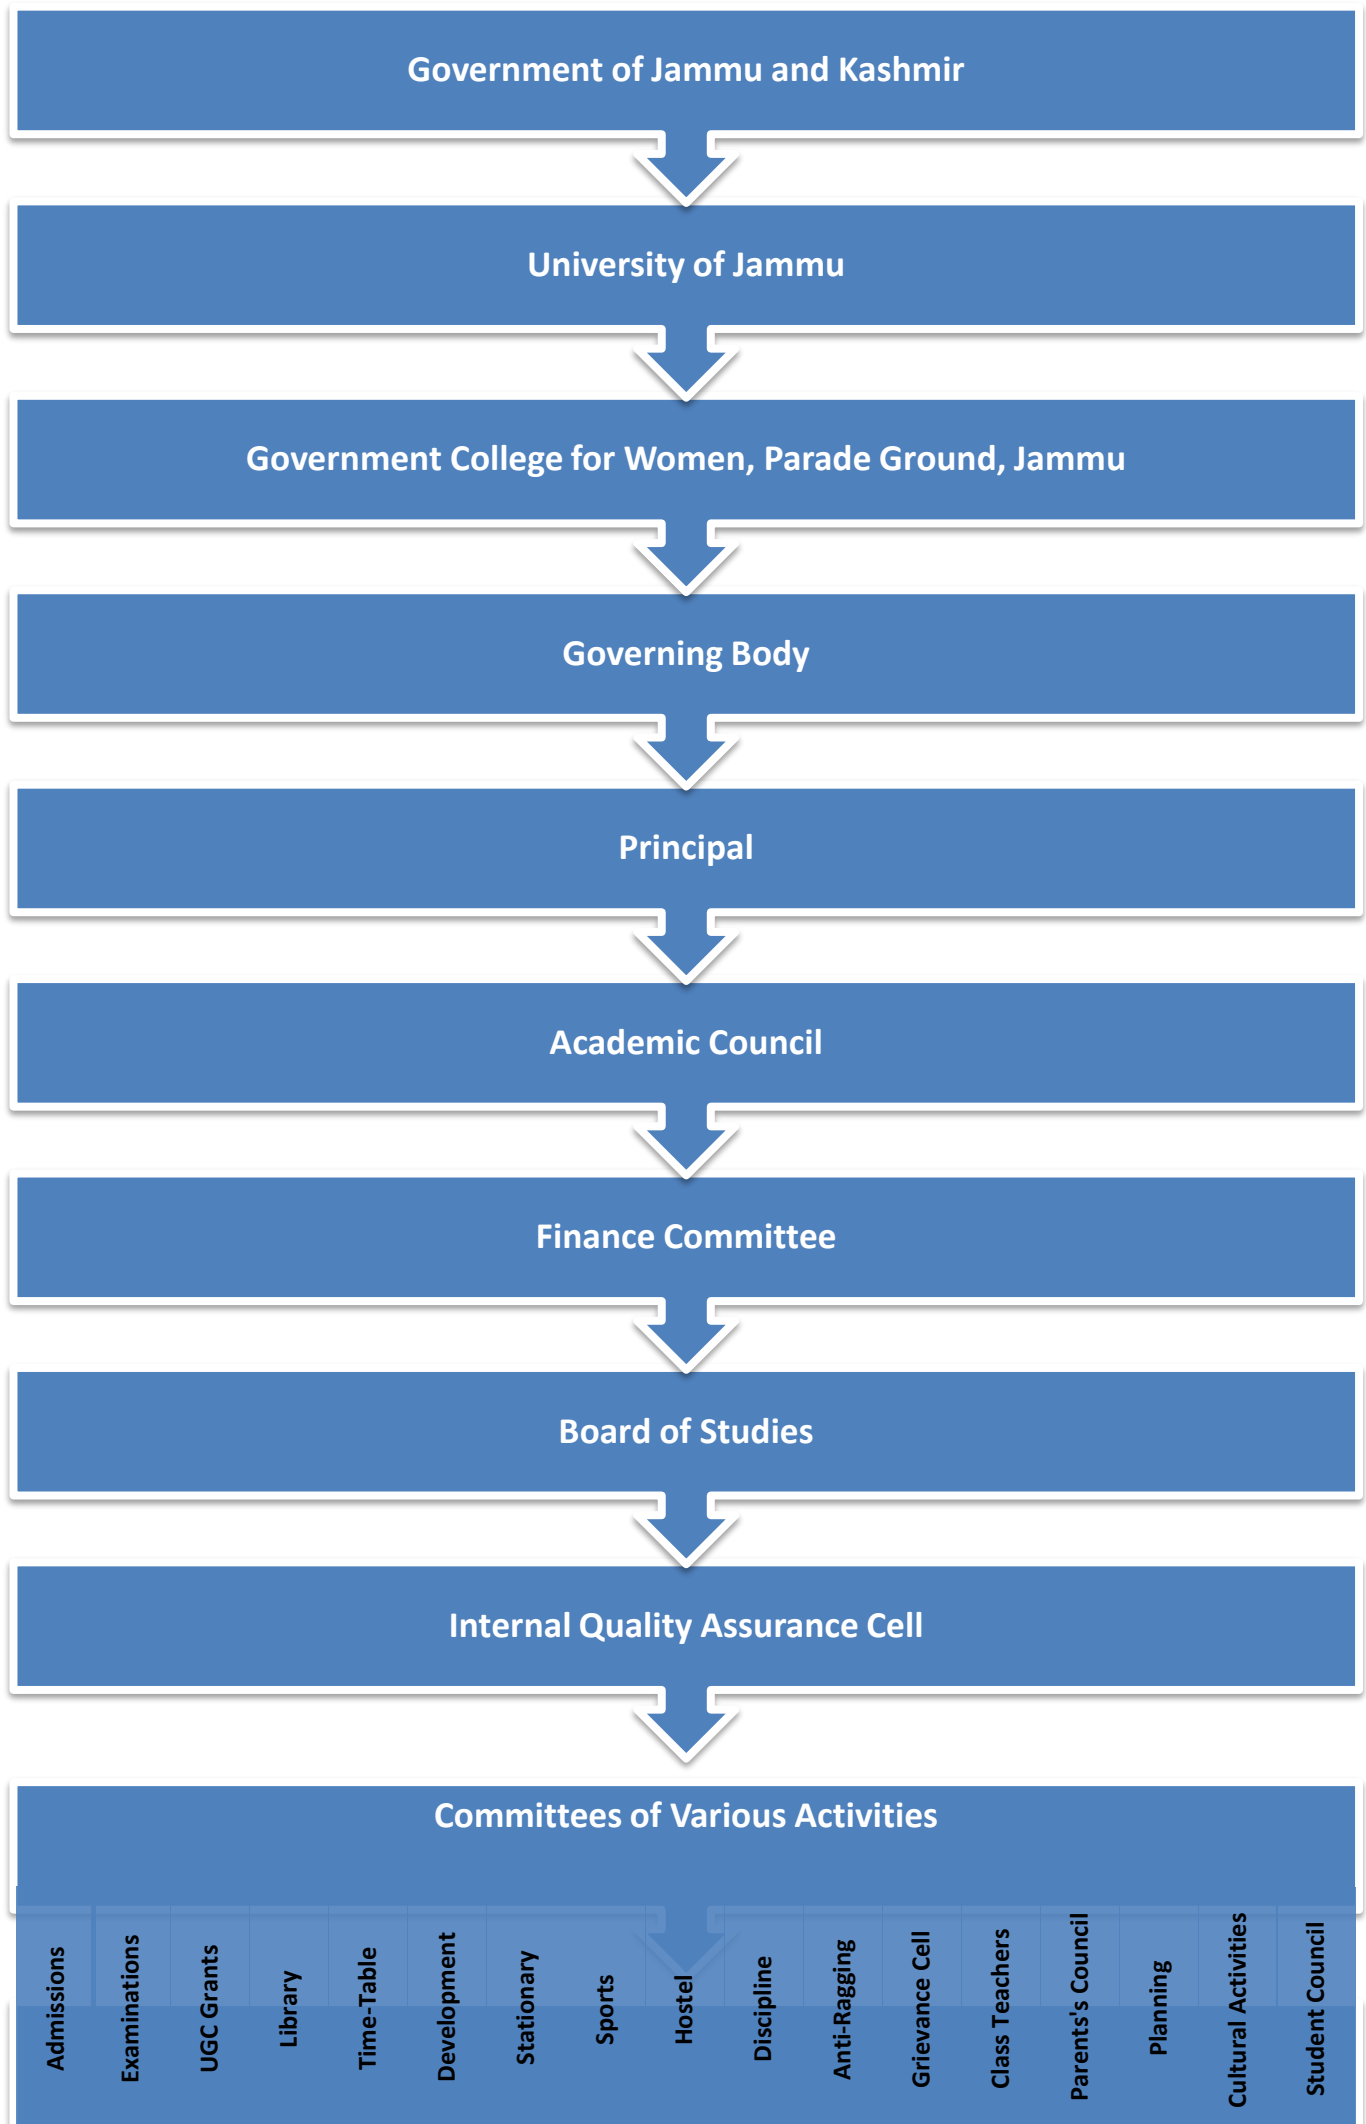 Government of Jammu and Kashmir
University of Jammu
Government College for Women, Parade Ground, Jammu
Governing Body
Principal
Academic Council
Finance Committee
Board of Studies
Internal Quality Assurance Cell
Committees of Various Activities
Admissions
Examinations
UGC Grants
Library
Time-Table
Development
Stationary
Sports
Hostel
Discipline
Anti-Ragging
Grievance Cell
Class Teachers
Parents's Council
Planning
Cultural Activities
Student Council